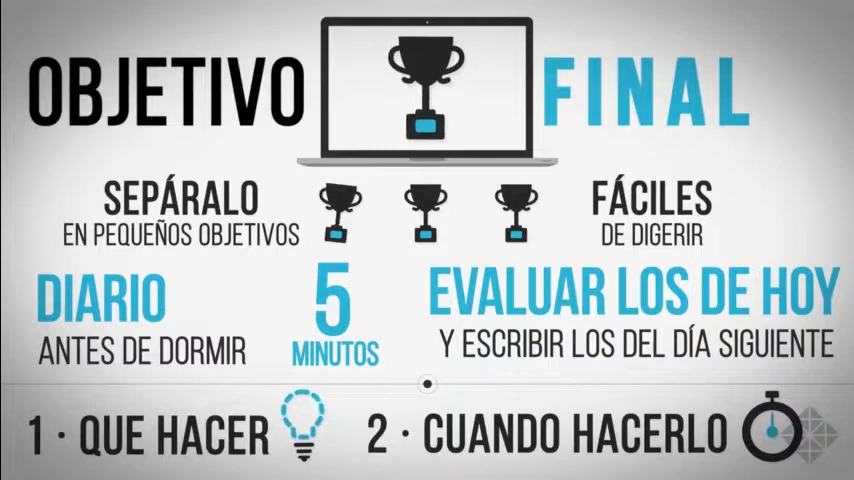 OBJETIVO FINAL
SEPÁRALO
EN PEQUEÑOS OBJETIVOS
FÁCILES
DE DIGERIR
DIARIO
ANTES DE DORMIR
5
MINUTOS
EVALUAR LOS DE HOY
Y ESCRIBIR LOS DEL DÍA SIGUIENTE
1 · QUE HACER
2 · CUANDO HACERLO